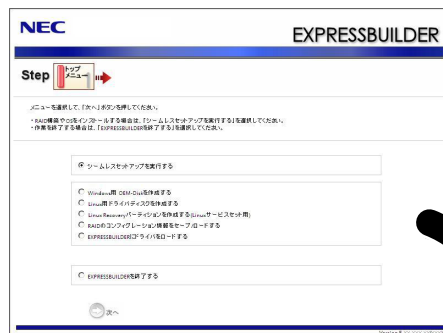 NEC
EXPRESSBUILDER
Step トップメニュー
メニューを選択して、「次へ」ボタンを押してください。
・RAID構築やOSをインストールする場合は、「シームレスセットアップを実行する」を選択してください。
・作業を終了する場合は、「EXPRESSBUILDERを終了する」を選択してください。
シームレスセットアップを実行する
Windows用 OEM-Diskを作成する
Linux用ドライバディスクを作成する
Linux Recoveryパーティションを作成する(Linuxサービスセット用)
RAIDのコンフィグレーション情報をセーブ/ロードする
EXPRESSBUILDERにドライバをロードする
EXPRESSBUILDERを終了する
次へ